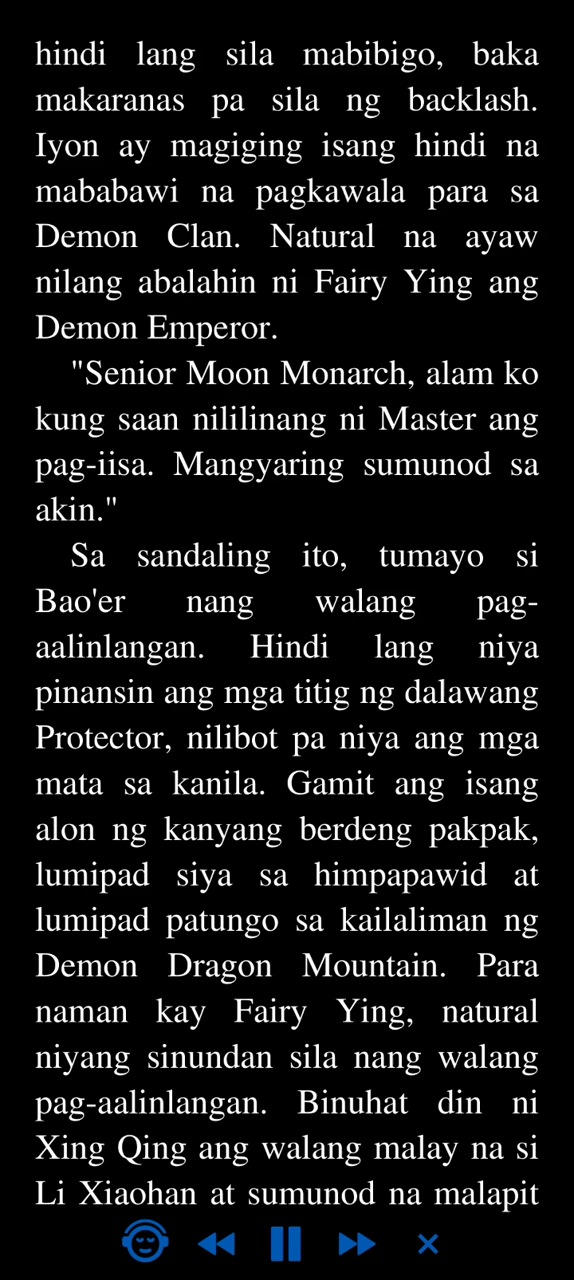 hindi lang sila mabibigo, baka
makaranas pa sila ng backlash.
Iyon ay magiging isang hindi na
mababawi na pagkawala para sa
Demon Clan. Natural na ayaw
nilang abalahin ni Fairy Ying ang
Demon Emperor.
"Senior Moon Monarch, alam ko
kung saan nililinang ni Master ang
pag-iisa. Mangyaring sumunod sa
akin."
Sa sandaling ito, tumayo si
Bao'er nang walang pag-
aalinlangan. Hindi lang niya
pinansin ang mga titig ng dalawang
Protector, nilibot pa niya ang mga
mata sa kanila. Gamit ang isang
alon ng kanyang berdeng pakpak,
lumipad siya sa himpapawid at
lumipad patungo sa kailaliman ng
Demon Dragon Mountain. Para
naman kay Fairy Ying, natural
niyang sinundan sila nang walang
pag-aalinlangan. Binuhat din ni
Xing Qing ang walang malay na si
Li Xiaohan at sumunod na malapit